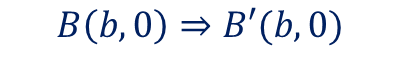 B(b, 0) ⇒ B′(b, 0)